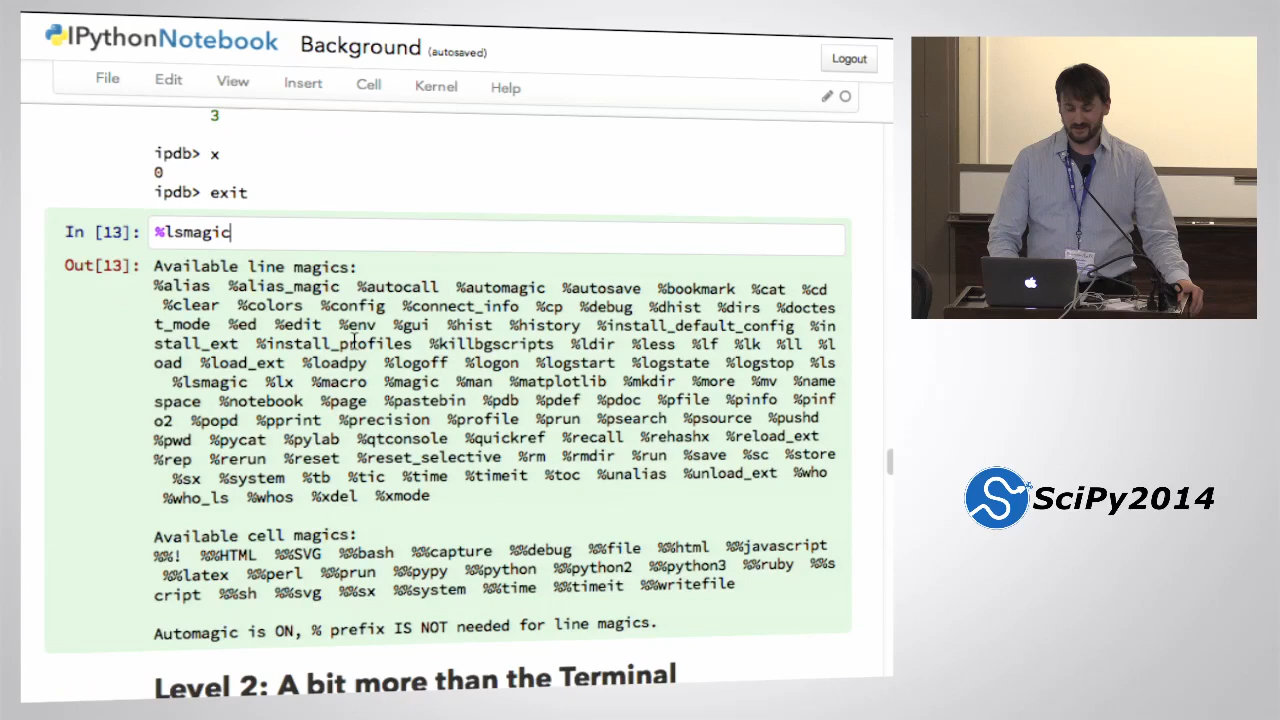 IPythonNotebook Background (autosaved)
Logout
File Edit View Insert Cell Kernel Help
3
ipdb> x
0
ipdb> exit
In [13]: %lsmagic
Out[13]: Available line magics:
%alias %alias_magic %autocall %automagic %autosave %bookmark %cat %cd
%clear %colors %config %connect_info %cp %debug %dhist %dirs %doctes
t_mode %ed %edit %env %gui %hist %history %install_default_config %in
stall_ext %install_profiles %killbgscripts %ldir %less %lf %lk %ll %l
oad %load_ext %loadpy %logoff %logon %logstart %logstate %logstop %ls
%lsmagic %lx %macro %magic %man %matplotlib %mkdir %more %mv %name
space %notebook %page %pastebin %pdb %pdef %pdoc %pfile %pinfo %pinf
o2 %popd %pprint %precision %profile %prun %psearch %psource %pushd
%pwd %pycat %pylab %qtconsole %quickref %recall %rehashx %reload_ext
%rep %rerun %reset %reset_selective %rm %rmdir %run %save %sc %store
%sx %system %tb %tic %time %timeit %toc %unalias %unload_ext %who
%who_ls %whos %xdel %xmode
Available cell magics:
%%! %%HTML %%SVG %%bash %%capture %%debug %%file %%html %%javascript
%%latex %%perl %%prun %%pypy %%python %%python2 %%python3 %%ruby %%s
cript %%sh %%svg %%sx %%system %%time %%timeit %%writefile
Automagic is ON, % prefix IS NOT needed for line magics.
Level 2: A bit more than the Terminal
SciPy2014